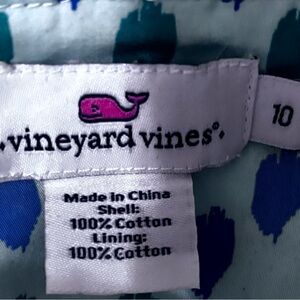 vineyard vines®
10
Made in China
Shell:
100% Cotton
Lining:
100% Cotton